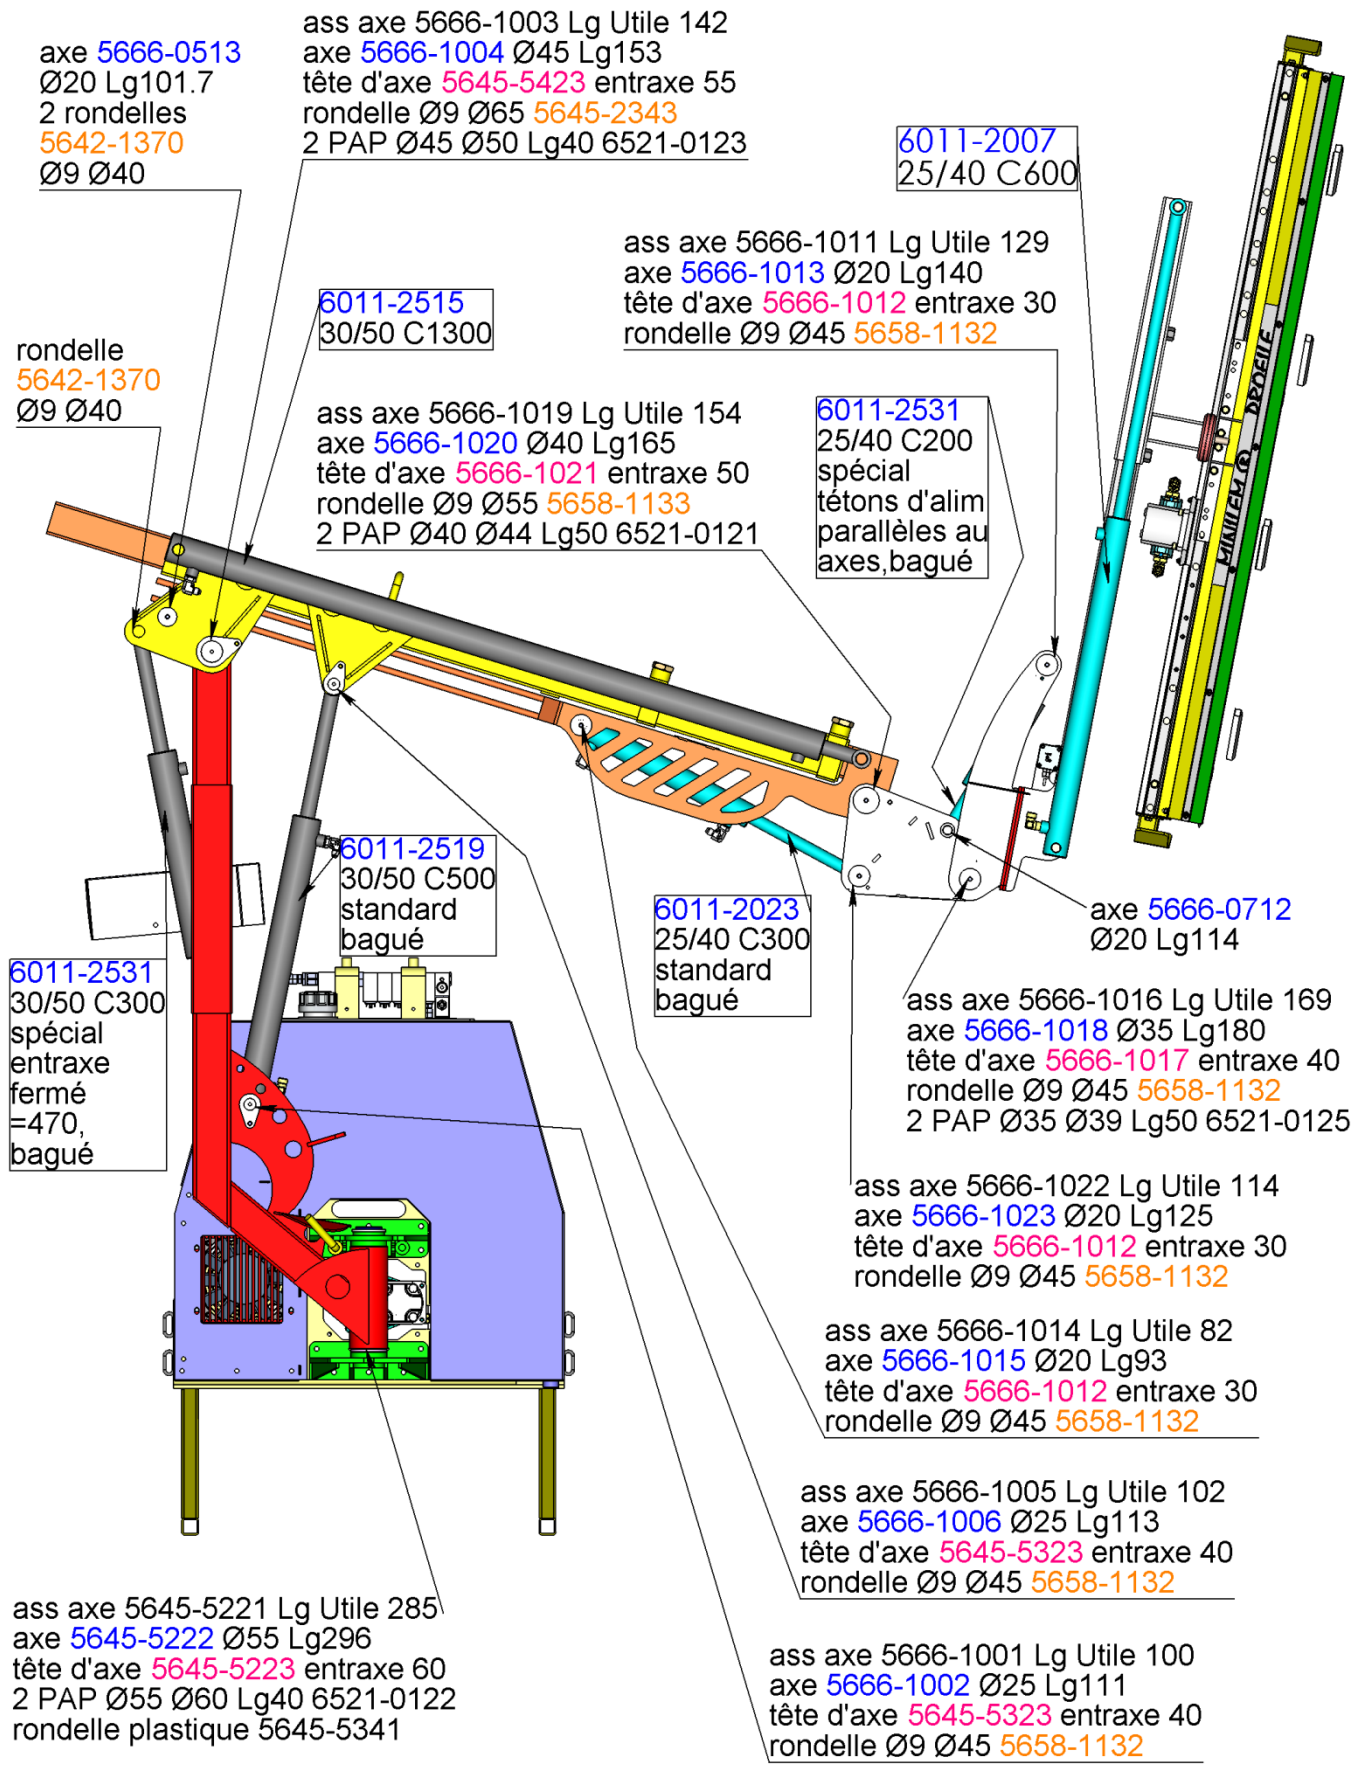 axe 5666-0513
Ø20 Lg101.7
2 rondelles
5642-1370
Ø9 Ø40
ass axe 5666-1003 Lg Utile 142
axe 5666-1004 Ø45 Lg153
tête d'axe 5645-5423 entraxe 55
rondelle Ø9 Ø65 5645-2343
2 PAP Ø45 Ø50 Lg40 6521-0123
6011-2007
25/40 C600
ass axe 5666-1011 Lg Utile 129
axe 5666-1013 Ø20 Lg140
tête d'axe 5666-1012 entraxe 30
rondelle Ø9 Ø45 5658-1132
6011-2515
30/50 C1300
rondelle
5642-1370
Ø9 Ø40
ass axe 5666-1019 Lg Utile 154
axe 5666-1020 Ø40 Lg165
tête d'axe 5666-1021 entraxe 50
rondelle Ø9 Ø55 5658-1133
2 PAP Ø40 Ø44 Lg50 6521-0121
6011-2531
25/40 C200
spécial
tétons d'alim
parallèles au
axes,bagué
MINILEM ® DROEILE
6011-2519
30/50 C500
standard
bagué
6011-2023
25/40 C300
standard
bagué
axe 5666-0712
Ø20 Lg114
6011-2531
30/50 C300
spécial
entraxe
fermé
=470,
bagué
ass axe 5666-1016 Lg Utile 169
axe 5666-1018 Ø35 Lg180
tête d'axe 5666-1017 entraxe 40
rondelle Ø9 Ø45 5658-1132
2 PAP Ø35 Ø39 Lg50 6521-0125
ass axe 5666-1022 Lg Utile 114
axe 5666-1023 Ø20 Lg125
tête d'axe 5666-1012 entraxe 30
rondelle Ø9 Ø45 5658-1132
ass axe 5666-1014 Lg Utile 82
axe 5666-1015 Ø20 Lg93
tête d'axe 5666-1012 entraxe 30
rondelle Ø9 Ø45 5658-1132
ass axe 5666-1005 Lg Utile 102
axe 5666-1006 Ø25 Lg113
tête d'axe 5645-5323 entraxe 40
rondelle Ø9 Ø45 5658-1132
ass axe 5645-5221 Lg Utile 285
axe 5645-5222 Ø55 Lg296
tête d'axe 5645-5223 entraxe 60
2 PAP Ø55 Ø60 Lg40 6521-0122
rondelle plastique 5645-5341
ass axe 5666-1001 Lg Utile 100
axe 5666-1002 Ø25 Lg111
tête d'axe 5645-5323 entraxe 40
rondelle Ø9 Ø45 5658-1132